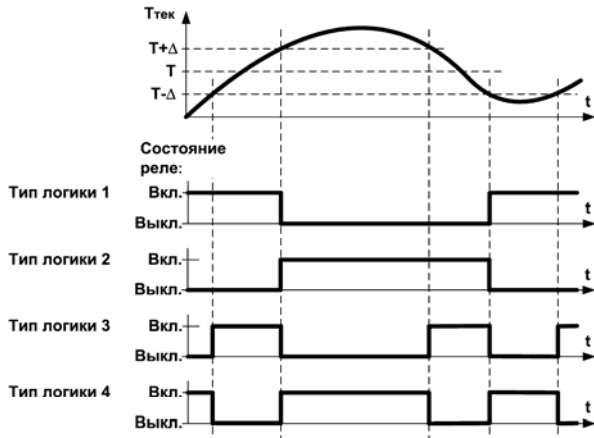 Tтек
T+Δ
T
T-Δ
t
Состояние
реле:
Тип логики 1
Вкл.
Выкл.
t
Тип логики 2
Вкл.
Выкл.
t
Тип логики 3
Вкл.
Выкл.
t
Тип логики 4
Вкл.
Выкл.
t